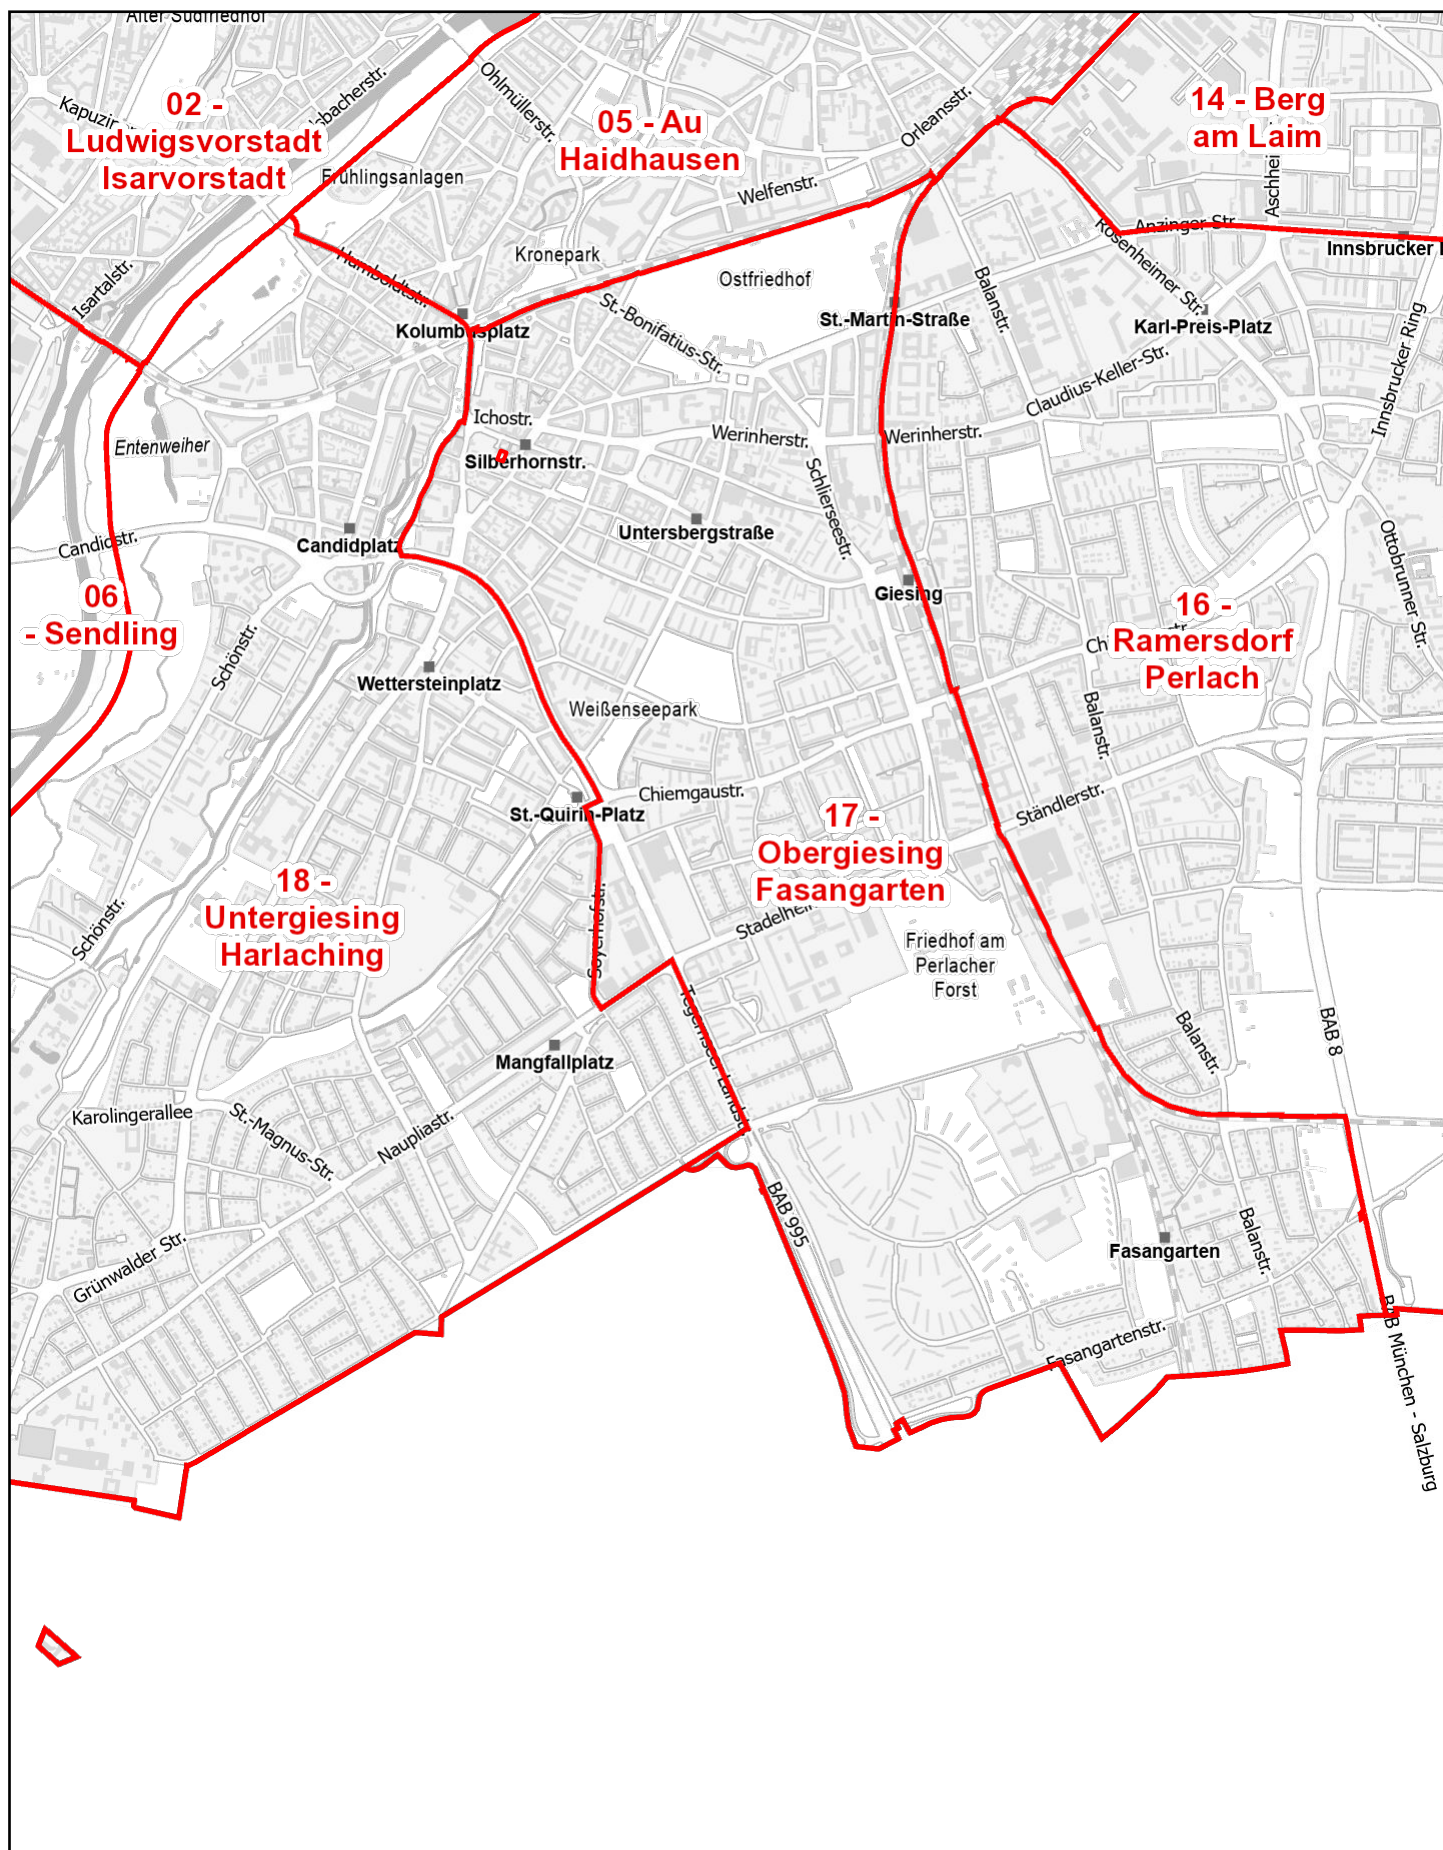 Alter Südfriedhof
Kapuzin
02 -
Ludwigsvorstadt
Isarvorstadt
Ohlmüllerstr.
05 - Au
Haidhausen
Orleansstr.
14 - Berg
am Laim
Frühlingsanlagen
Welfenstr.
Anzinger Str.
Rosenheimer Str.
Innsbrucker
Isartalstr.
Humboldtstr.
Kronepark
Ostfriedhof
Balanstr.
St.-Bonifatius-Str.
Kolumbusplatz
St.-Martin-Straße
Karl-Preis-Platz
Innsbrucker Ring
Claudius-Keller-Str.
Ichostr.
Entenweiher
Silberhornstr.
Werinherstr.
Werinherstr.
Schlierseestr.
Untersbergstraße
Candidstr.
Candidplatz
Ottobrunner Str.
Giesing
06
- Sendling
16 -
Ramersdorf
Perlach
Schönstr.
Wettersteinplatz
Weißenseepark
Balanstr.
Chiemgaustr.
St.-Quirin-Platz
Ständlerstr.
17 -
Obergiesing
Fasangarten
18 -
Untergiesing
Harlaching
Schönstr.
Soyerhofstr.
Friedhof am
Perlacher
Forst
Mangfallplatz
Balanstr.
BAB 8
Karolingerallee
St.-Magnus-Str.
Naupliastr.
BAB 995
Grünwalder Str.
Fasangarten
Balanstr.
Fasangartenstr.
BAB München - Salzburg